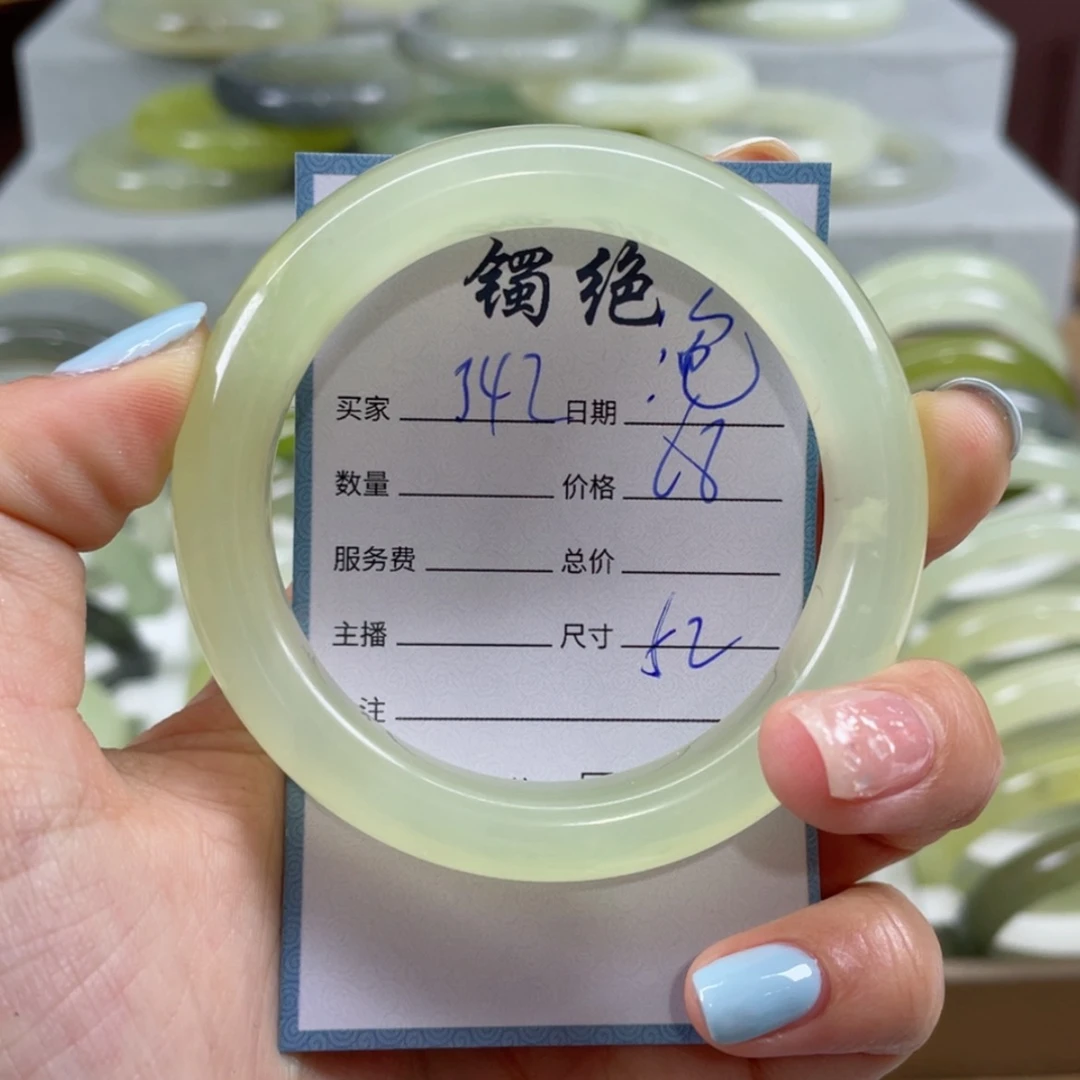 镯绝
买家 142 日期
数量 价格
服务费 总价
主播 尺寸 52
注